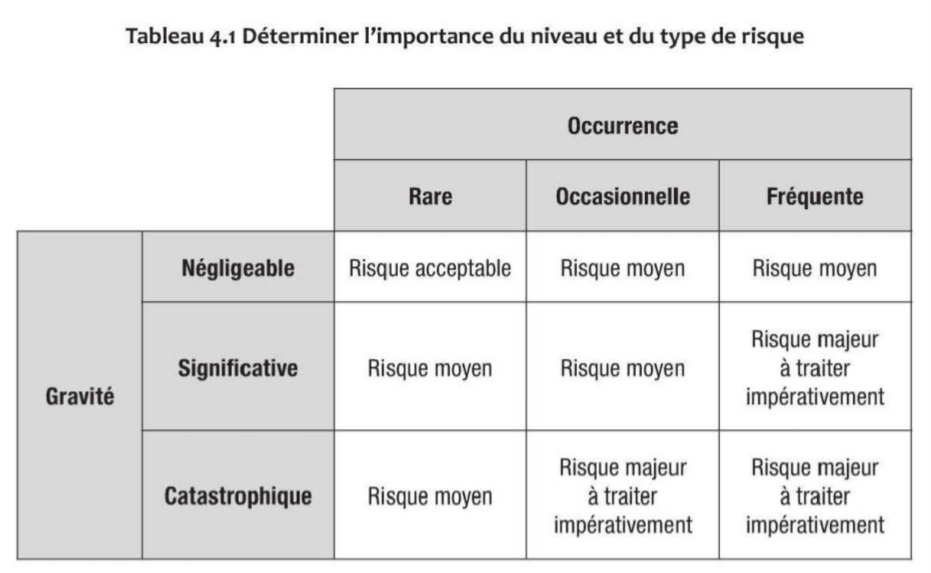 Tableau 4.1 Déterminer l'importance du niveau et du type de risque
Occurrence
Rare
Occasionnelle
Fréquente
Gravité
Négligeable
Risque acceptable
Risque moyen
Risque moyen
Significative
Risque moyen
Risque moyen
Risque majeur
à traiter
impérativement
Catastrophique
Risque moyen
Risque majeur
à traiter
impérativement
Risque majeur
à traiter
impérativement